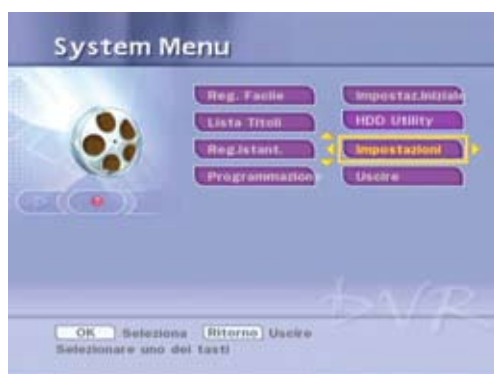 System Menu
Reg. Facile
Impostaz.Iniziale
Lista Titoli
HDD Utility
Reg.Istant.
Impostazioni
Programmazione
Uscire
DVR
OK Seleziona Ritorno Uscire
Selezionare uno dei tasti